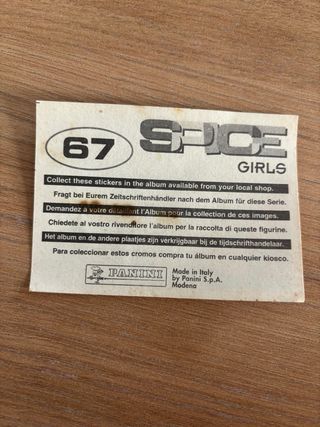 67
SPICE
GIRLS
Collect these stickers in the album available from your local shop.
Fragt bei Eurem Zeitschriftenhändler nach dem Album für diese Serie.
Demandez à votre détaillant l'Album pour la collection de ces images.
Chiedete al vostro rivenditore l'album per la raccolta di queste figurine.
Het album en de andere plaatjes zijn verkrijgbaar bij de tijdschrifthandelaar.
Para coleccionar estos cromos compra tu álbum en cualquier kiosco.
PANINI
Made in Italy
by Panini S.p.A.
Modena